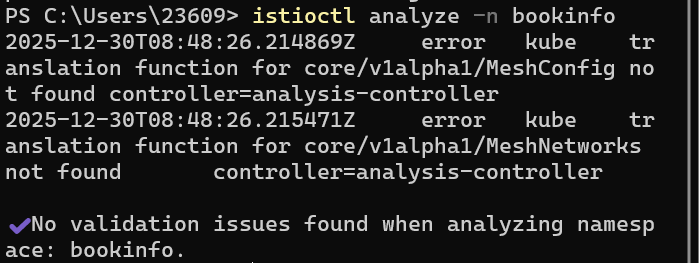 PS C:\Users\23609> istioctl analyze -n bookinfo
2025-12-30T08:48:26.214869Z     error   kube    tr
anslation function for core/v1alpha1/MeshConfig no
t found controller=analysis-controller
2025-12-30T08:48:26.215471Z     error   kube    tr
anslation function for core/v1alpha1/MeshNetworks
not found       controller=analysis-controller
✔No validation issues found when analyzing namesp
ace: bookinfo.